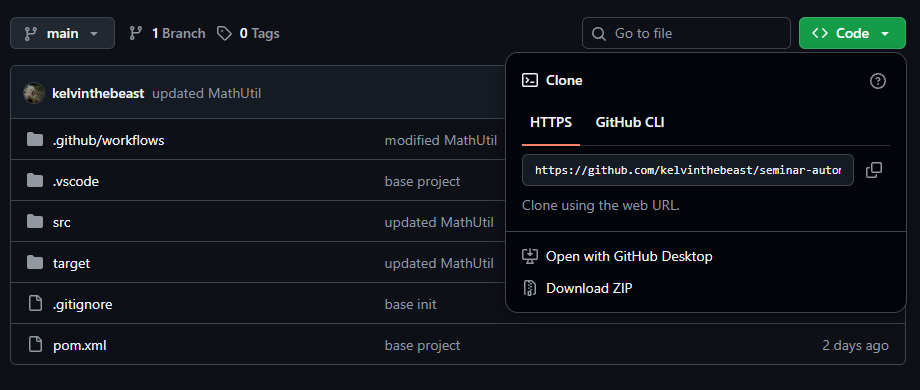 main 1 Branch 0 Tags Go to file Code
kelvinthebeast updated MathUtil
.github/workflows modified MathUtil
.vscode base project
src updated MathUtil
target updated MathUtil
.gitignore base init
pom.xml base project 2 days ago
Clone
HTTPS GitHub CLI
https://github.com/kelvinthebeast/seminar-autor
Clone using the web URL.
Open with GitHub Desktop
Download ZIP